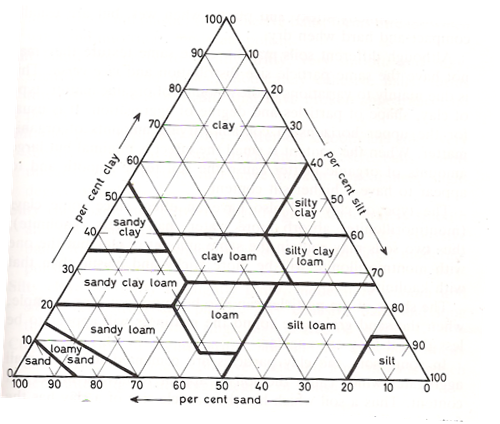 100 0
90 10
80 20
70 30
clay
60 40
50 50
silty
clay
sandy
clay
40 60
clay loam
silty clay
loam
30 70
sandy clay loam
20 80
loam
sandy loam
silt loam
10 90
loamy
sand
sand
silt
0 100
100 90 80 70 60 50 40 30 20 10 0
per cent clay
per cent silt
per cent sand